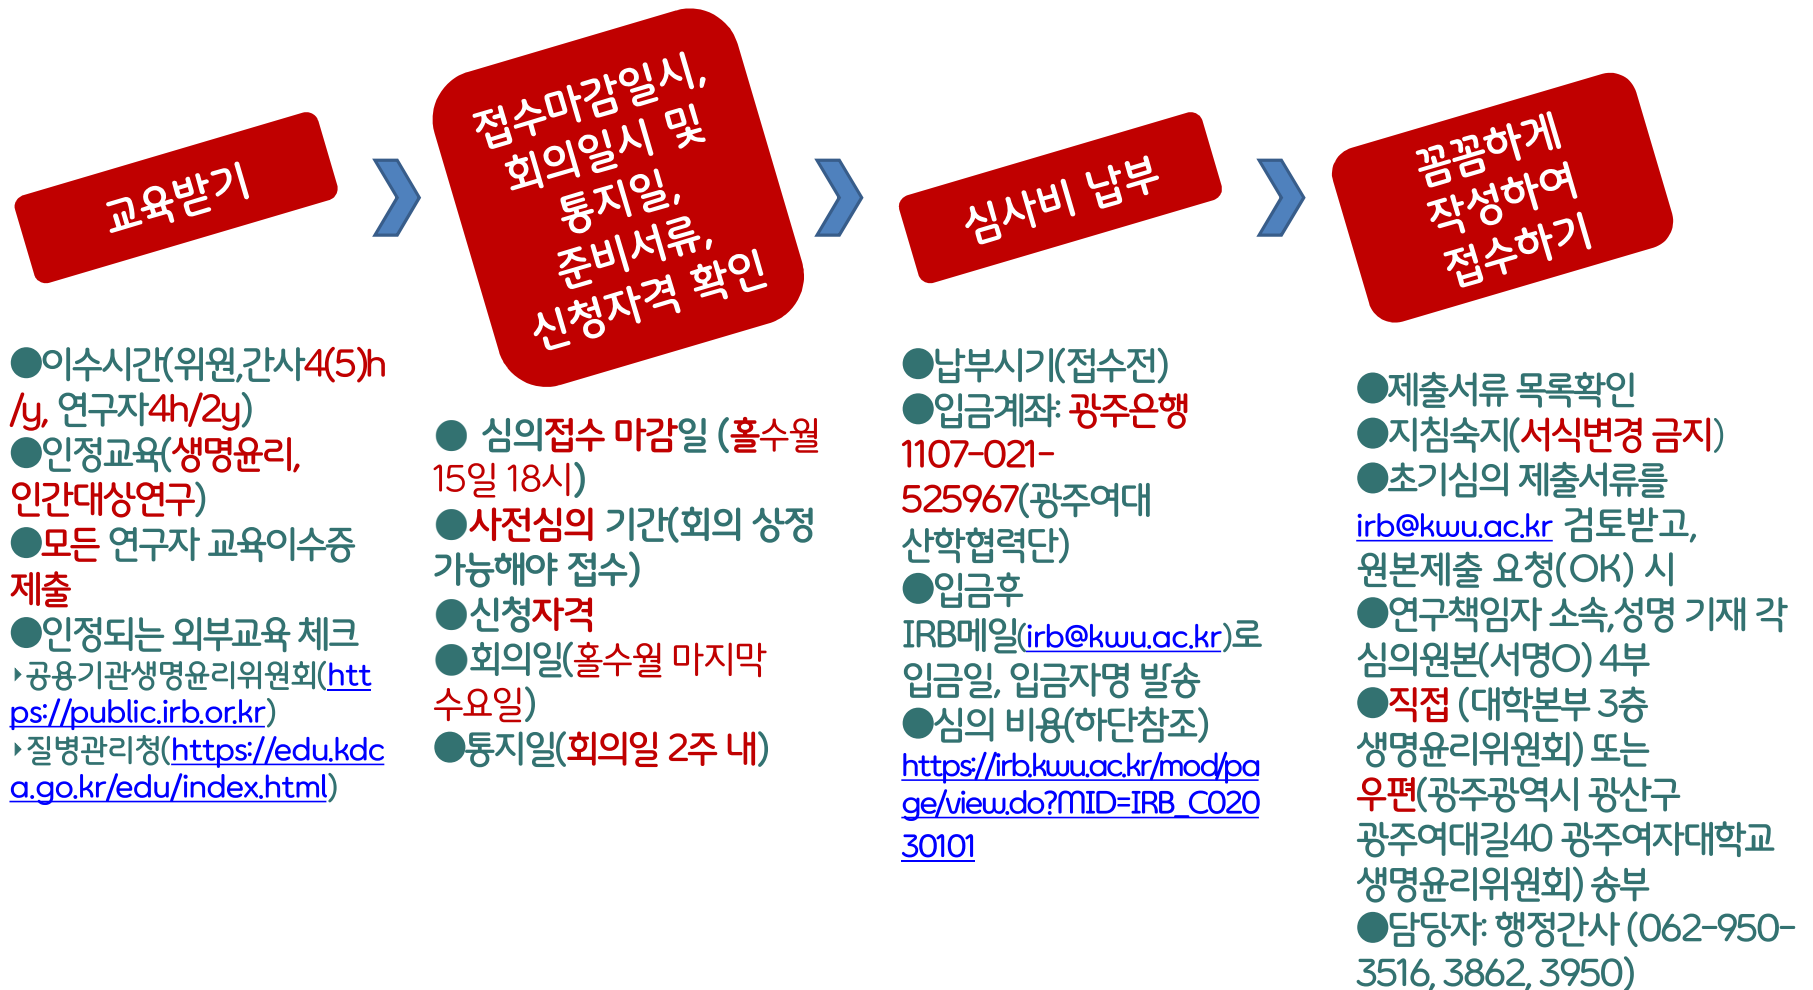 교육받기
●이수시간(위원,간사4(5)h
/y, 연구자4h/2y)
●인정교육(생명윤리,
인간대상연구)
●모든 연구자 교육이수증
제출
●인정되는 외부교육 체크
‣공용기관생명윤리위원회(htt
ps://public.irb.or.kr)
‣질병관리청(https://edu.kdc
a.go.kr/edu/index.html)
접수마감일시,
회의일시 및
통지일,
준비서류,
신청자격 확인
● 심의접수 마감일 (홀수월
15일 18시)
●사전심의 기간(회의 상정
가능해야 접수)
●신청자격
●회의일(홀수월 마지막
수요일)
●통지일(회의일 2주 내)
심사비 납부
●납부시기(접수전)
●입금계좌: 광주은행
1107-021-
525967(광주여대
산학협력단)
●입금후
IRB메일(irb@kwu.ac.kr)로
입금일, 입금자명 발송
●심의 비용(하단참조)
https://irb.kwu.ac.kr/mod/pa
ge/view.do?MID=IRB_C020
30101
꼼꼼하게
작성하여
접수하기
●제출서류 목록확인
●지침숙지(서식변경 금지)
●초기심의 제출서류를
irb@kwu.ac.kr 검토받고,
원본제출 요청(OK) 시
●연구책임자 소속,성명 기재 각
심의원본(서명O) 4부
●직접 (대학본부 3층
생명윤리위원회) 또는
우편(광주광역시 광산구
광주여대길40 광주여자대학교
생명윤리위원회) 송부
●담당자: 행정간사 (062-950-
3516, 3862, 3950)